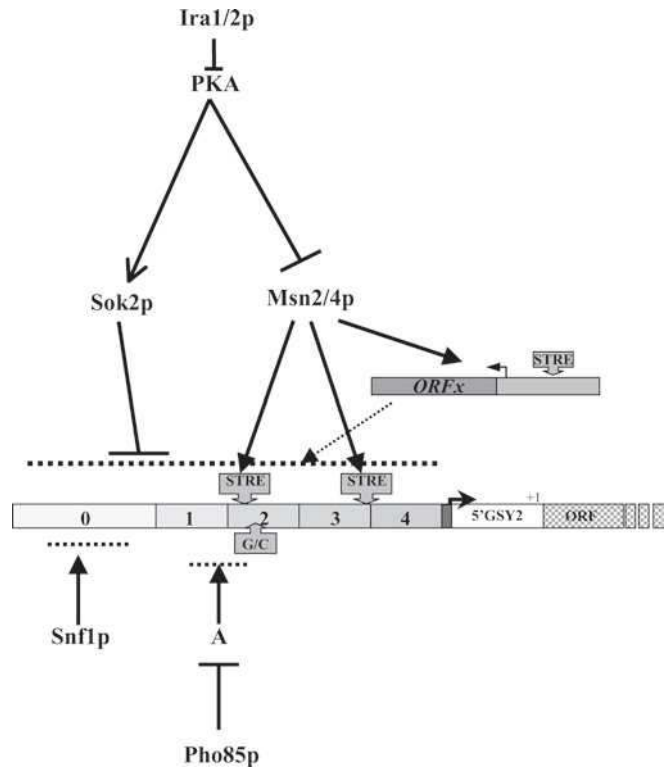 Ira1/2p
PKA
Sok2p
Msn2/4p
STRE
ORFx
STRE
STRE
+1
0
1
2
3
4
5'GSY2
ORF
G/C
Snf1p
A
Pho85p